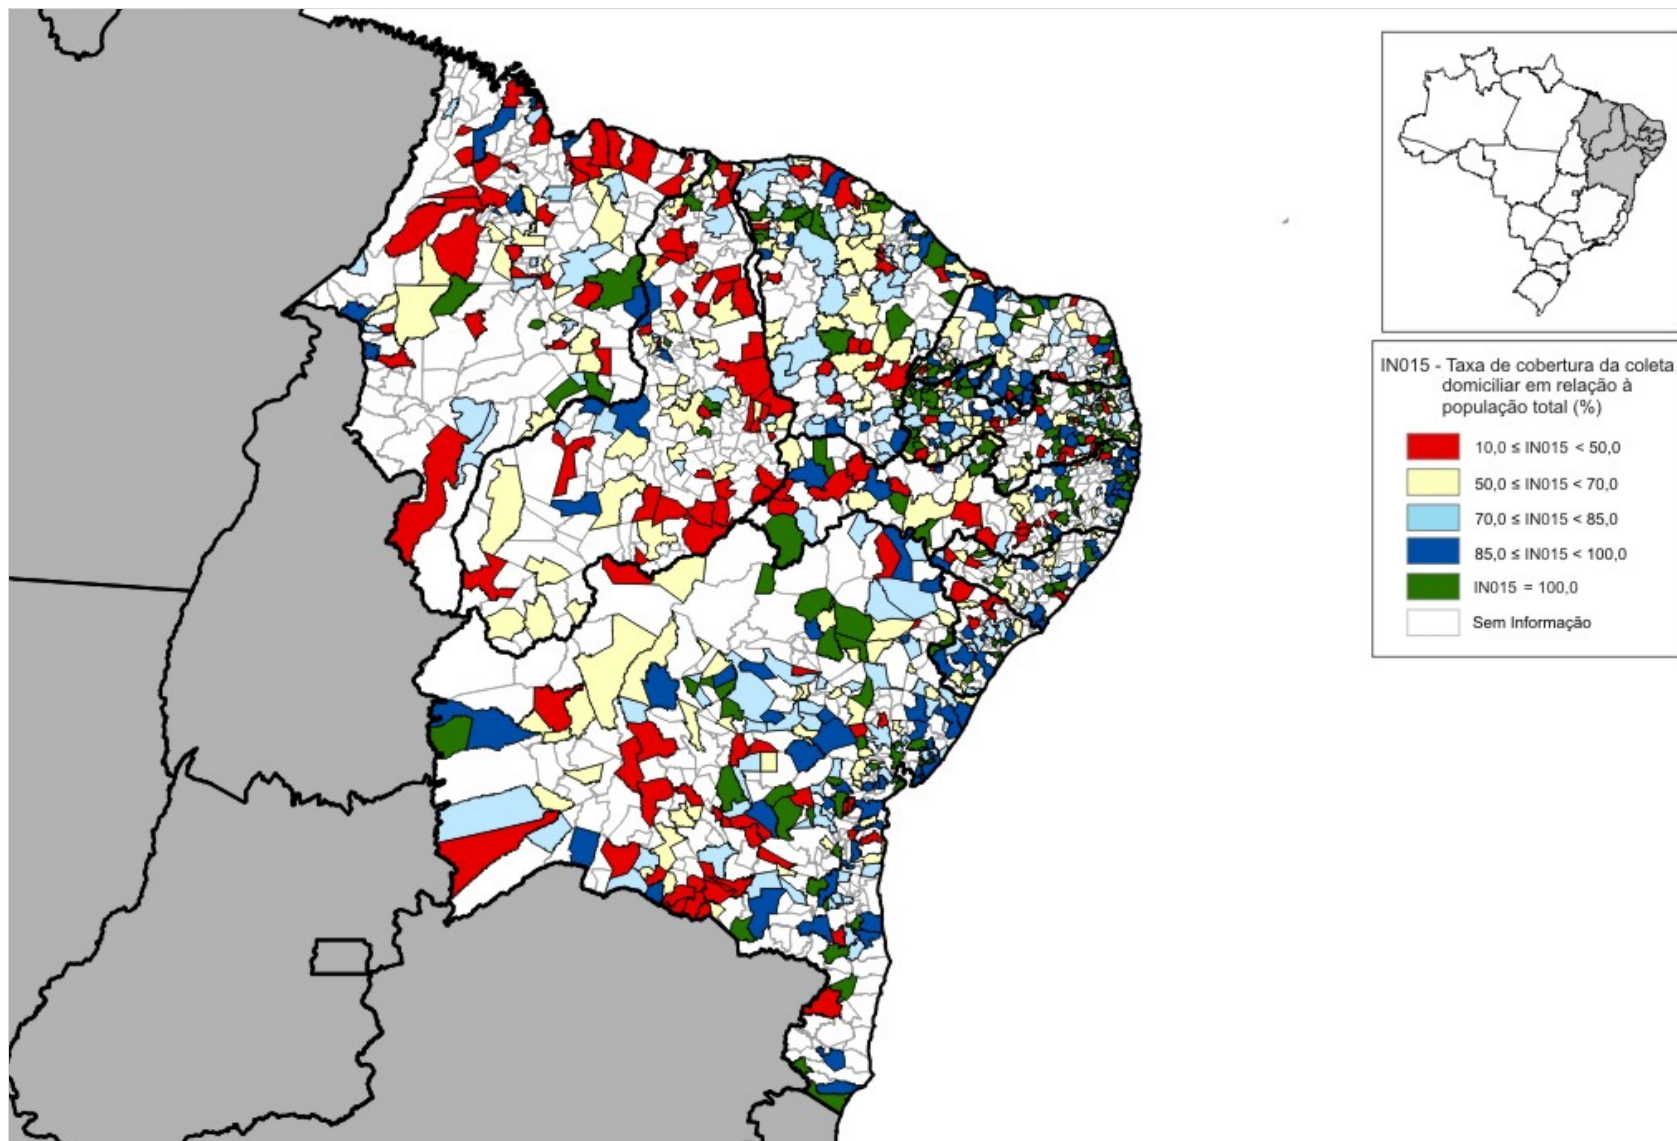 IN015 - Taxa de cobertura da coleta
domiciliar em relação à
população total (%)
10,0 ≤ IN015 < 50,0
50,0 ≤ IN015 < 70,0
70,0 ≤ IN015 < 85,0
85,0 ≤ IN015 < 100,0
IN015 = 100,0
Sem Informação